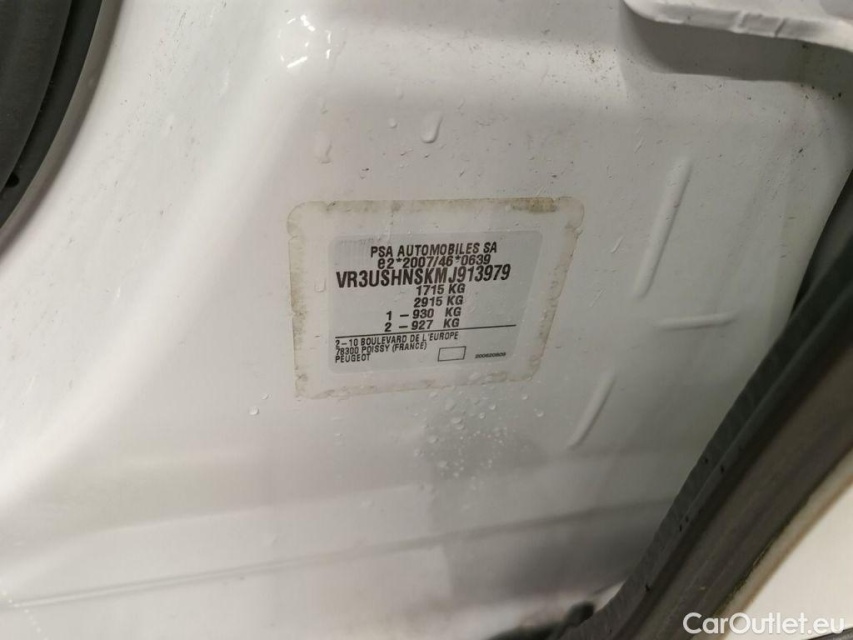 PSA AUTOMOBILES SA
e2*2007/46*0639
VR3USHNSKMJ913979
1715 KG
2915 KG
1 - 930 KG
2 - 927 KG
2-10 BOULEVARD DE L'EUROPE
78300 POISSY (FRANCE)
PEUGEOT
CarOutlet.eu